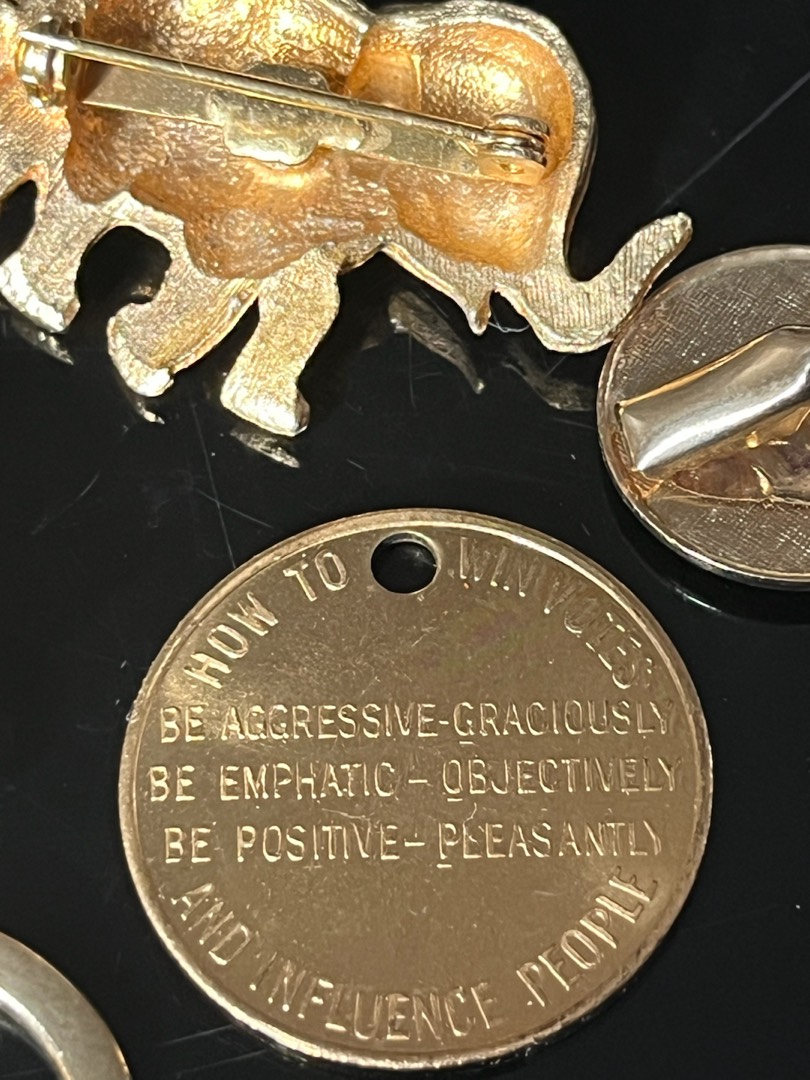 HOW TO WIN VOTES
BE AGGRESSIVE-GRACIOUSLY
BE EMPHATIC - OBJECTIVELY
BE POSITIVE - PLEASANTLY
AND INFLUENCE PEOPLE